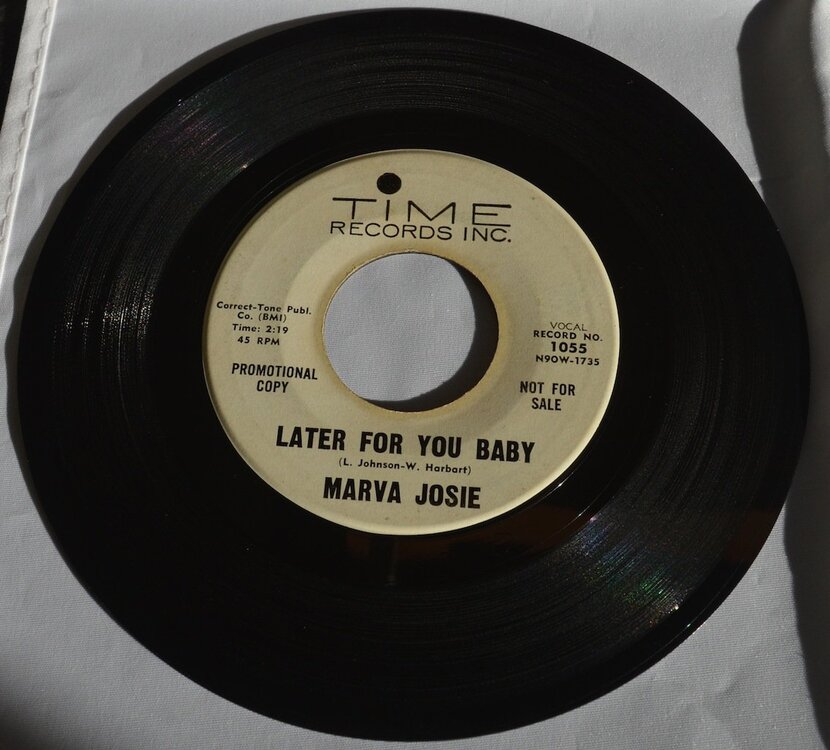 TIME
RECORDS INC.
Correct-Tone Publ.
Co. (BMI)
Time: 2:19
45 RPM
PROMOTIONAL
COPY
VOCAL
RECORD NO.
1055
N9OW-1735
NOT FOR
SALE
LATER FOR YOU BABY
(L. Johnson-W. Harbart)
MARVA JOSIE